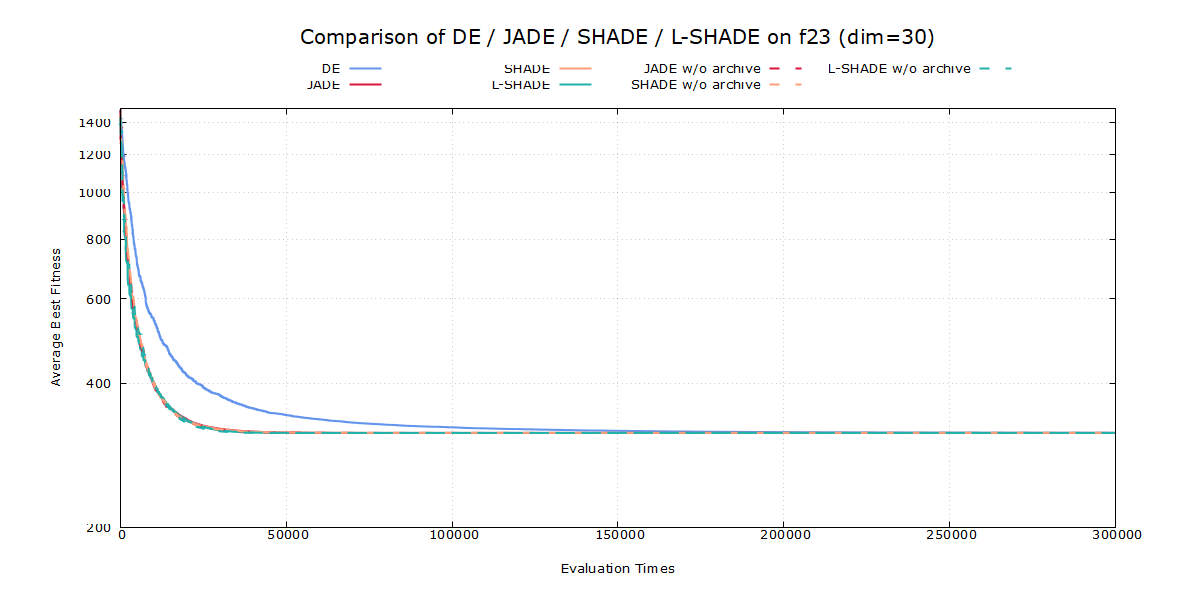 Comparison of DE / JADE / SHADE / L-SHADE on f23 (dim=30)
DE SHADE JADE w/o archive L-SHADE w/o archive
JADE L-SHADE SHADE w/o archive
1400
1200
1000
800
600
400
200
Average Best Fitness
0 50000 100000 150000 200000 250000 300000
Evaluation Times